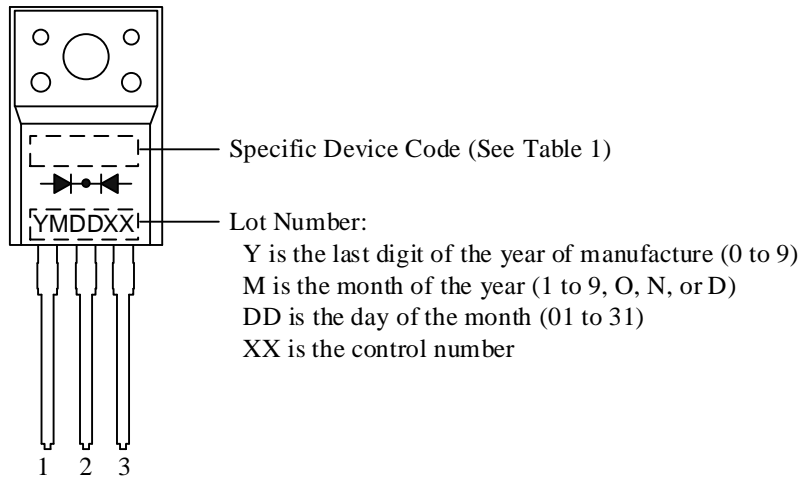 Specific Device Code (See Table 1)
YMDDXX
Lot Number:
Y is the last digit of the year of manufacture (0 to 9)
M is the month of the year (1 to 9, O, N, or D)
DD is the day of the month (01 to 31)
XX is the control number
1 2 3